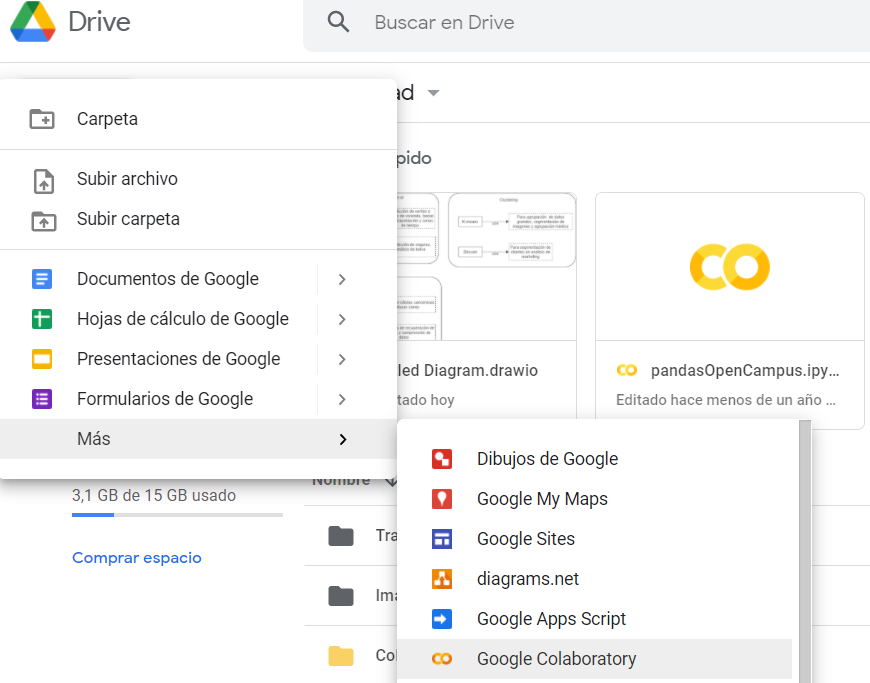 Drive
Buscar en Drive
ad
Carpeta
pido
Subir archivo
Subir carpeta
Documentos de Google
Hojas de cálculo de Google
Presentaciones de Google
Formularios de Google
Más
Clustering
K-means
led Diagram.drawio
tado hoy
pandasOpenCampus.ipy...
Editado hace menos de un año ...
Dibujos de Google
Google My Maps
Google Sites
diagrams.net
Google Apps Script
Google Colaboratory
Nombre
3,1 GB de 15 GB usado
Comprar espacio
Tra
Ima
Col